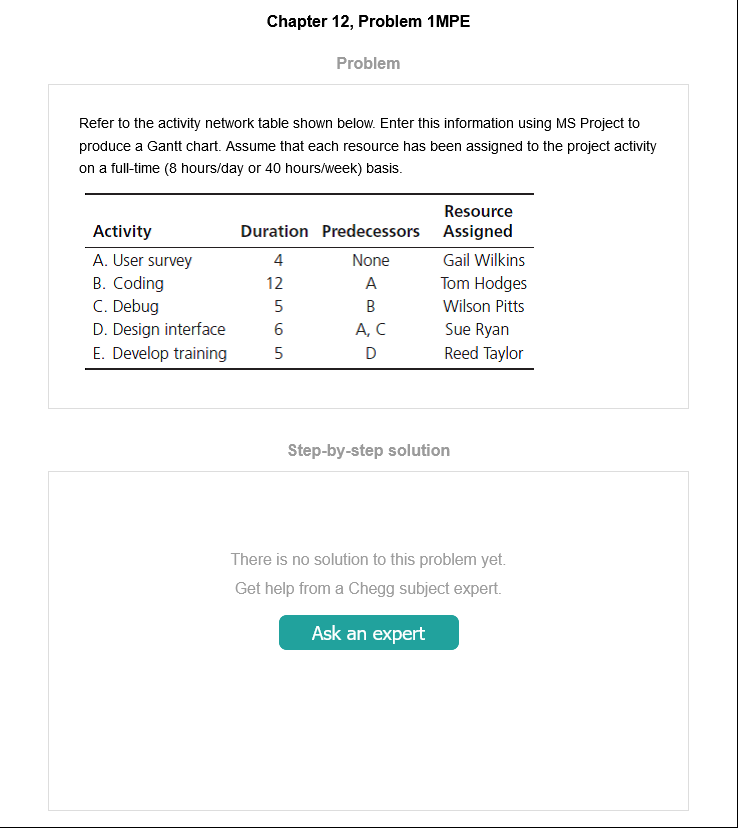 Chapter 12, Problem 1MPE
Problem
Refer to the activity network table shown below. Enter this information using MS Project to
produce a Gantt chart. Assume that each resource has been assigned to the project activity
on a full-time (8 hours/day or 40 hours/week) basis.
Resource
Activity Duration Predecessors Assigned
A. User survey 4 None Gail Wilkins
B. Coding 12 A Tom Hodges
C. Debug 5 B Wilson Pitts
D. Design interface 6 A, C Sue Ryan
E. Develop training 5 D Reed Taylor
Step-by-step solution
There is no solution to this problem yet.
Get help from a Chegg subject expert.
Ask an expert